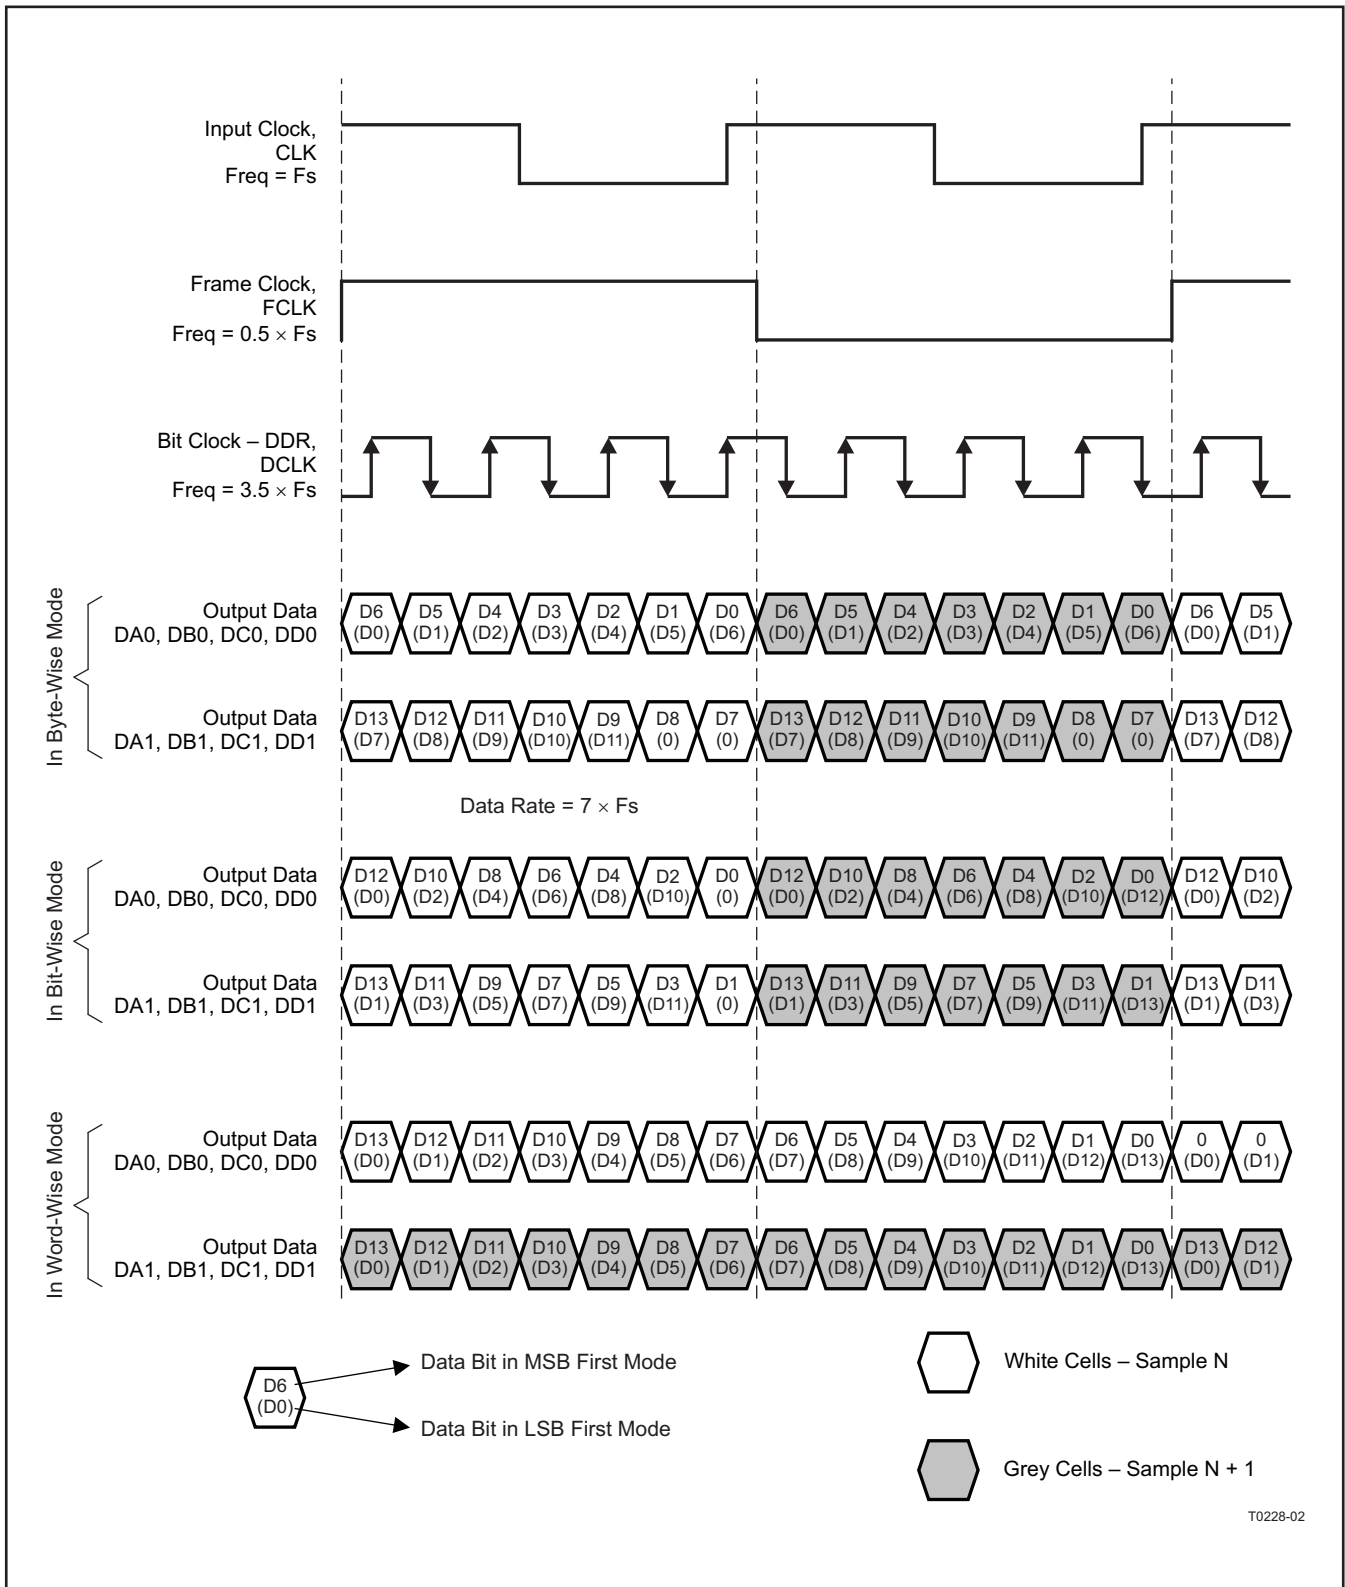 Input Clock,
CLK
Freq = Fs
Frame Clock,
FCLK
Freq = 0.5 × Fs
Bit Clock – DDR,
DCLK
Freq = 3.5 × Fs
In Byte-Wise Mode
Output Data
DA0, DB0, DC0, DD0
D6 D5 D4 D3 D2 D1 D0 D6 D5 D4 D3 D2 D1 D0 D6 D5
(D0) (D1) (D2) (D3) (D4) (D5) (D6) (D0) (D1) (D2) (D3) (D4) (D5) (D6) (D0) (D1)
Output Data
DA1, DB1, DC1, DD1
D13 D12 D11 D10 D9 D8 D7 D13 D12 D11 D10 D9 D8 D7 D13 D12
(D7) (D8) (D9) (D10) (D11) (0) (0) (D7) (D8) (D9) (D10) (D11) (0) (0) (D7) (D8)
Data Rate = 7 × Fs
In Bit-Wise Mode
Output Data
DA0, DB0, DC0, DD0
D12 D10 D8 D6 D4 D2 D0 D12 D10 D8 D6 D4 D2 D0 D12 D10
(D0) (D2) (D4) (D6) (D8) (D10) (0) (D0) (D2) (D4) (D6) (D8) (D10) (D12) (D0) (D2)
Output Data
DA1, DB1, DC1, DD1
D13 D11 D9 D7 D5 D3 D1 D13 D11 D9 D7 D5 D3 D1 D13 D11
(D1) (D3) (D5) (D7) (D9) (D11) (0) (D1) (D3) (D5) (D7) (D9) (D11) (D13) (D1) (D3)
In Word-Wise Mode
Output Data
DA0, DB0, DC0, DD0
D13 D12 D11 D10 D9 D8 D7 D6 D5 D4 D3 D2 D1 D0 0 0
(D0) (D1) (D2) (D3) (D4) (D5) (D6) (D7) (D8) (D9) (D10) (D11) (D12) (D13) (D0) (D1)
Output Data
DA1, DB1, DC1, DD1
D13 D12 D11 D10 D9 D8 D7 D6 D5 D4 D3 D2 D1 D0 D13 D12
(D0) (D1) (D2) (D3) (D4) (D5) (D6) (D7) (D8) (D9) (D10) (D11) (D12) (D13) (D0) (D1)
D6
(D0)
Data Bit in MSB First Mode
Data Bit in LSB First Mode
White Cells – Sample N
Grey Cells – Sample N + 1
T0228-02